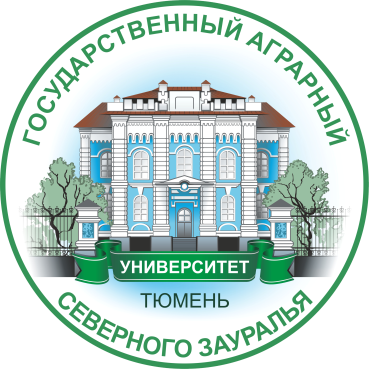 ГОСУДАРСТВЕННЫЙ АГРАРНЫЙ
УНИВЕРСИТЕТ
ТЮМЕНЬ
СЕВЕРНОГО ЗАУРАЛЬЯ